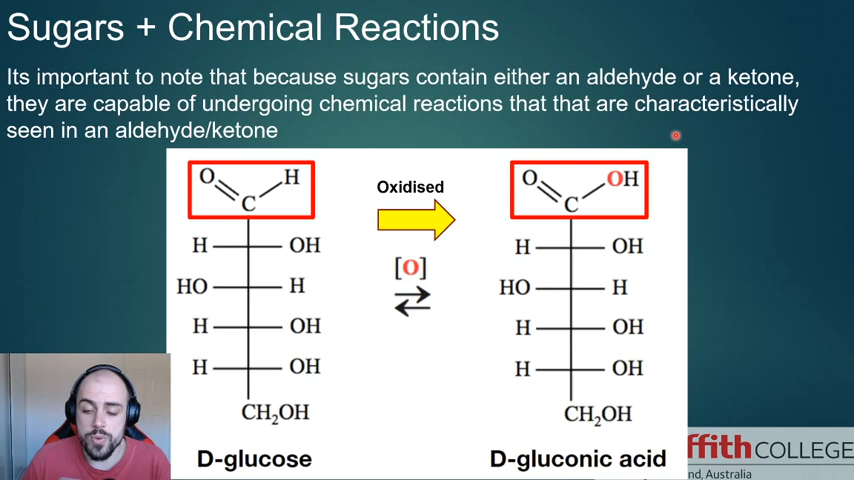 Sugars + Chemical Reactions
Its important to note that because sugars contain either an aldehyde or a ketone,
they are capable of undergoing chemical reactions that that are characteristically
seen in an aldehyde/ketone
O H Oxidised O OH
C C
H OH H OH
[O]
HO H HO H
H OH H OH
H OH H OH
CH₂OH CH₂OH
D-glucose D-gluconic acid
ffith COLLEGE
nd, Australia